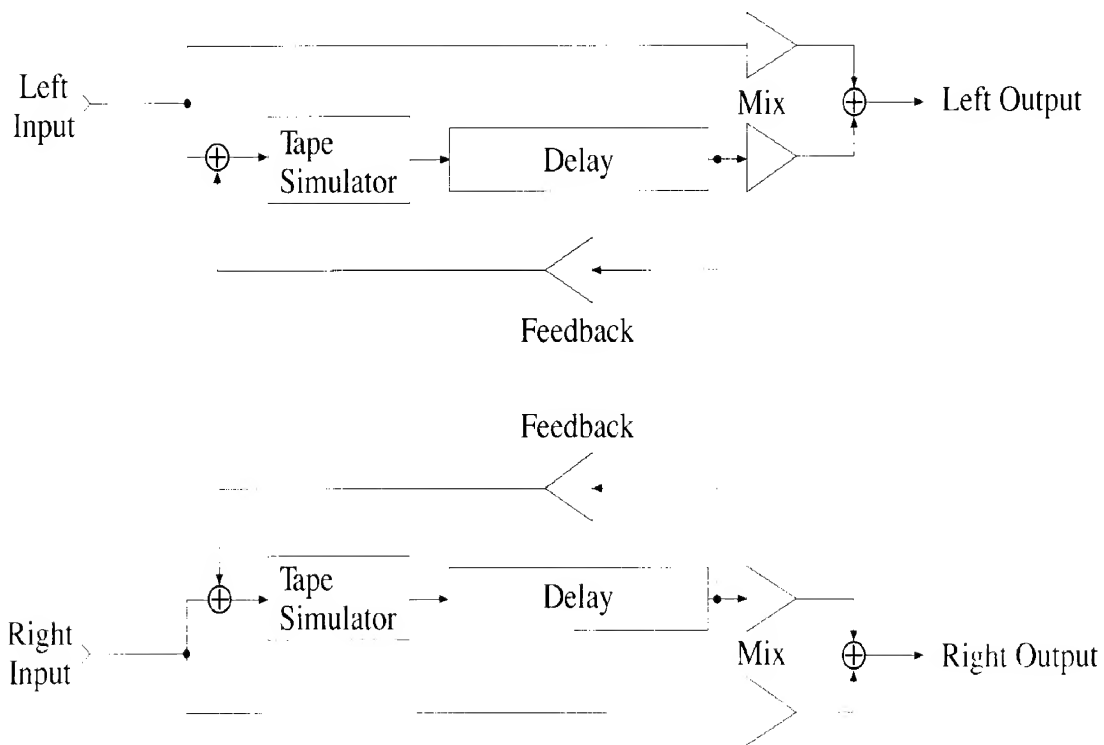 Left
Input
Mix
Left Output
Tape
Simulator
Delay
Feedback
Feedback
Tape
Simulator
Delay
Right
Input
Mix
Right Output